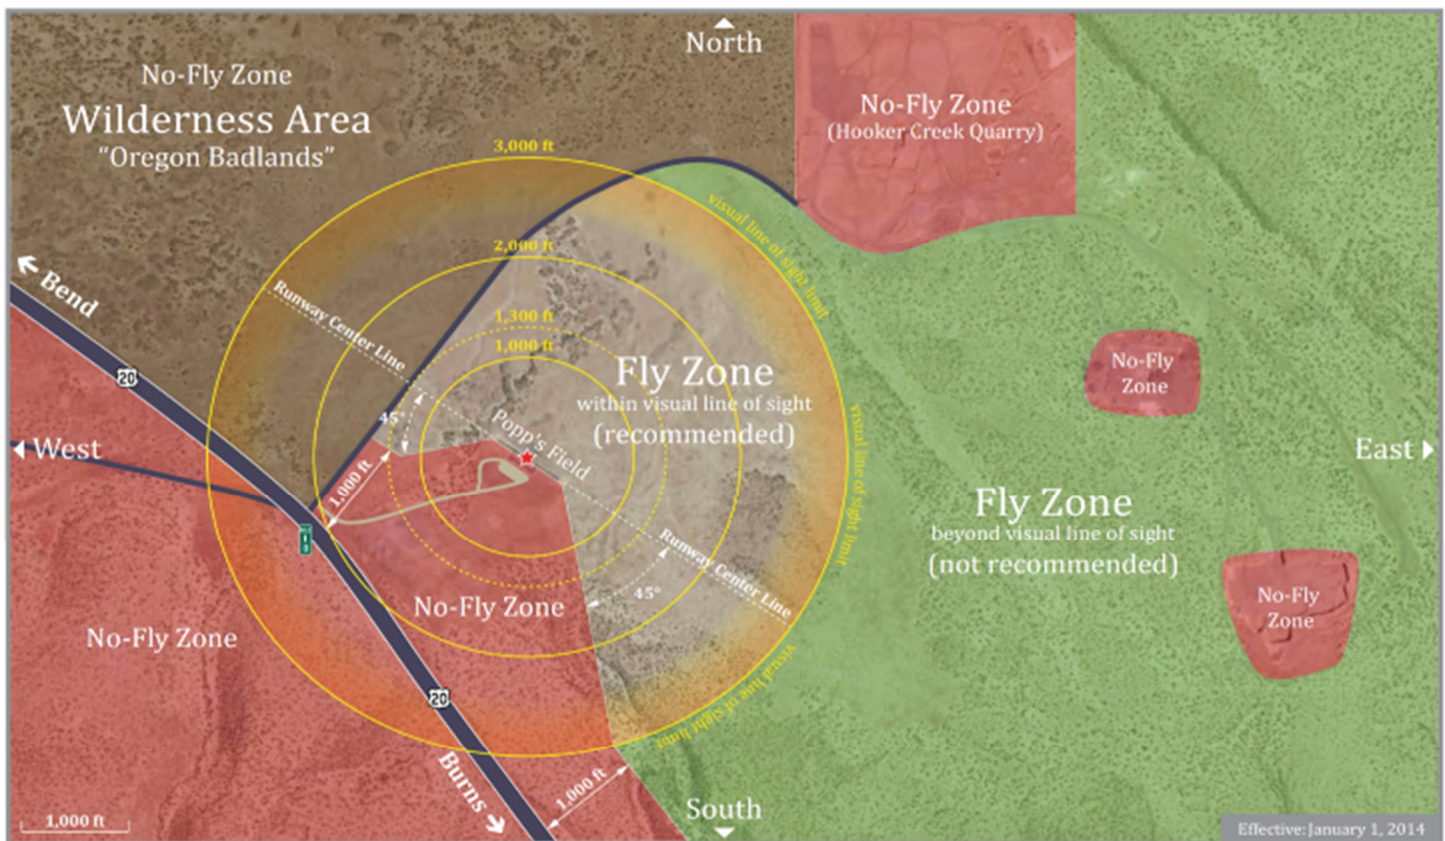 North
No-Fly Zone
Wilderness Area
“Oregon Badlands”
No-Fly Zone
(Hooker Creek Quarry)
3,000 ft
visual line of sight limit
2,000 ft
Bend
Runway Center Line
1,300 ft
1,000 ft
20
Fly Zone
within visual line of sight
(recommended)
No-Fly
Zone
45°
Popp's Field
West
East
1,000 ft
visual line of sight limit
Fly Zone
beyond visual line of sight
(not recommended)
Runway Center Line
45°
No-Fly Zone
No-Fly
Zone
No-Fly Zone
visual line of sight limit
20
Burns
1,000 ft
South
1,000 ft
Effective: January 1, 2014